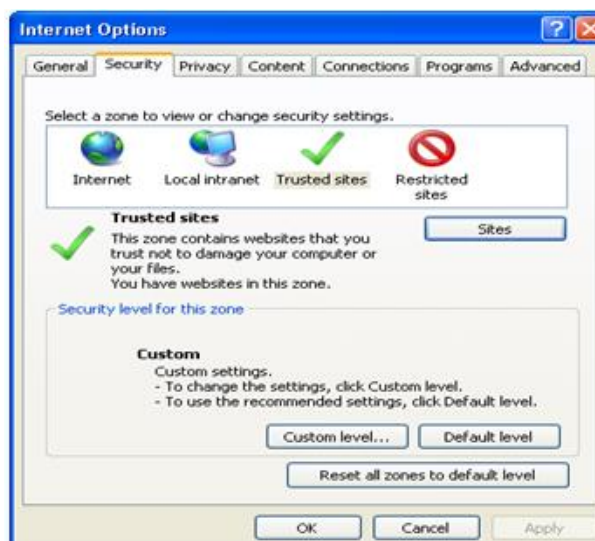 Internet Options
General Security Privacy Content Connections Programs Advanced
Select a zone to view or change security settings.
Internet Local intranet Trusted sites Restricted
sites
Trusted sites
Sites
This zone contains websites that you
trust not to damage your computer or
your files.
You have websites in this zone.
Security level for this zone
Custom
Custom settings.
- To change the settings, click Custom level.
- To use the recommended settings, click Default level.
Custom level... Default level
Reset all zones to default level
OK Cancel Apply